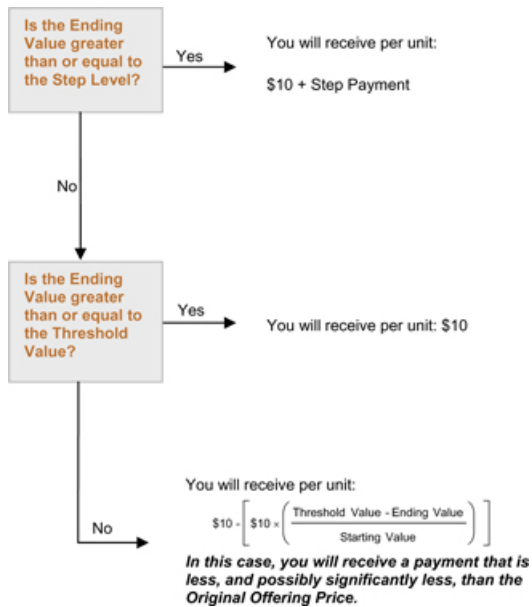 Is the Ending
Value greater
than or equal to
the Step Level?
Yes
You will receive per unit:
$10 + Step Payment
No
Is the Ending
Value greater
than or equal to
the Threshold
Value?
Yes
You will receive per unit: $10
No
You will receive per unit:
$10 - [ $10 × ( Threshold Value - Ending Value
Starting Value ) ]
In this case, you will receive a payment that is
less, and possibly significantly less, than the
Original Offering Price.